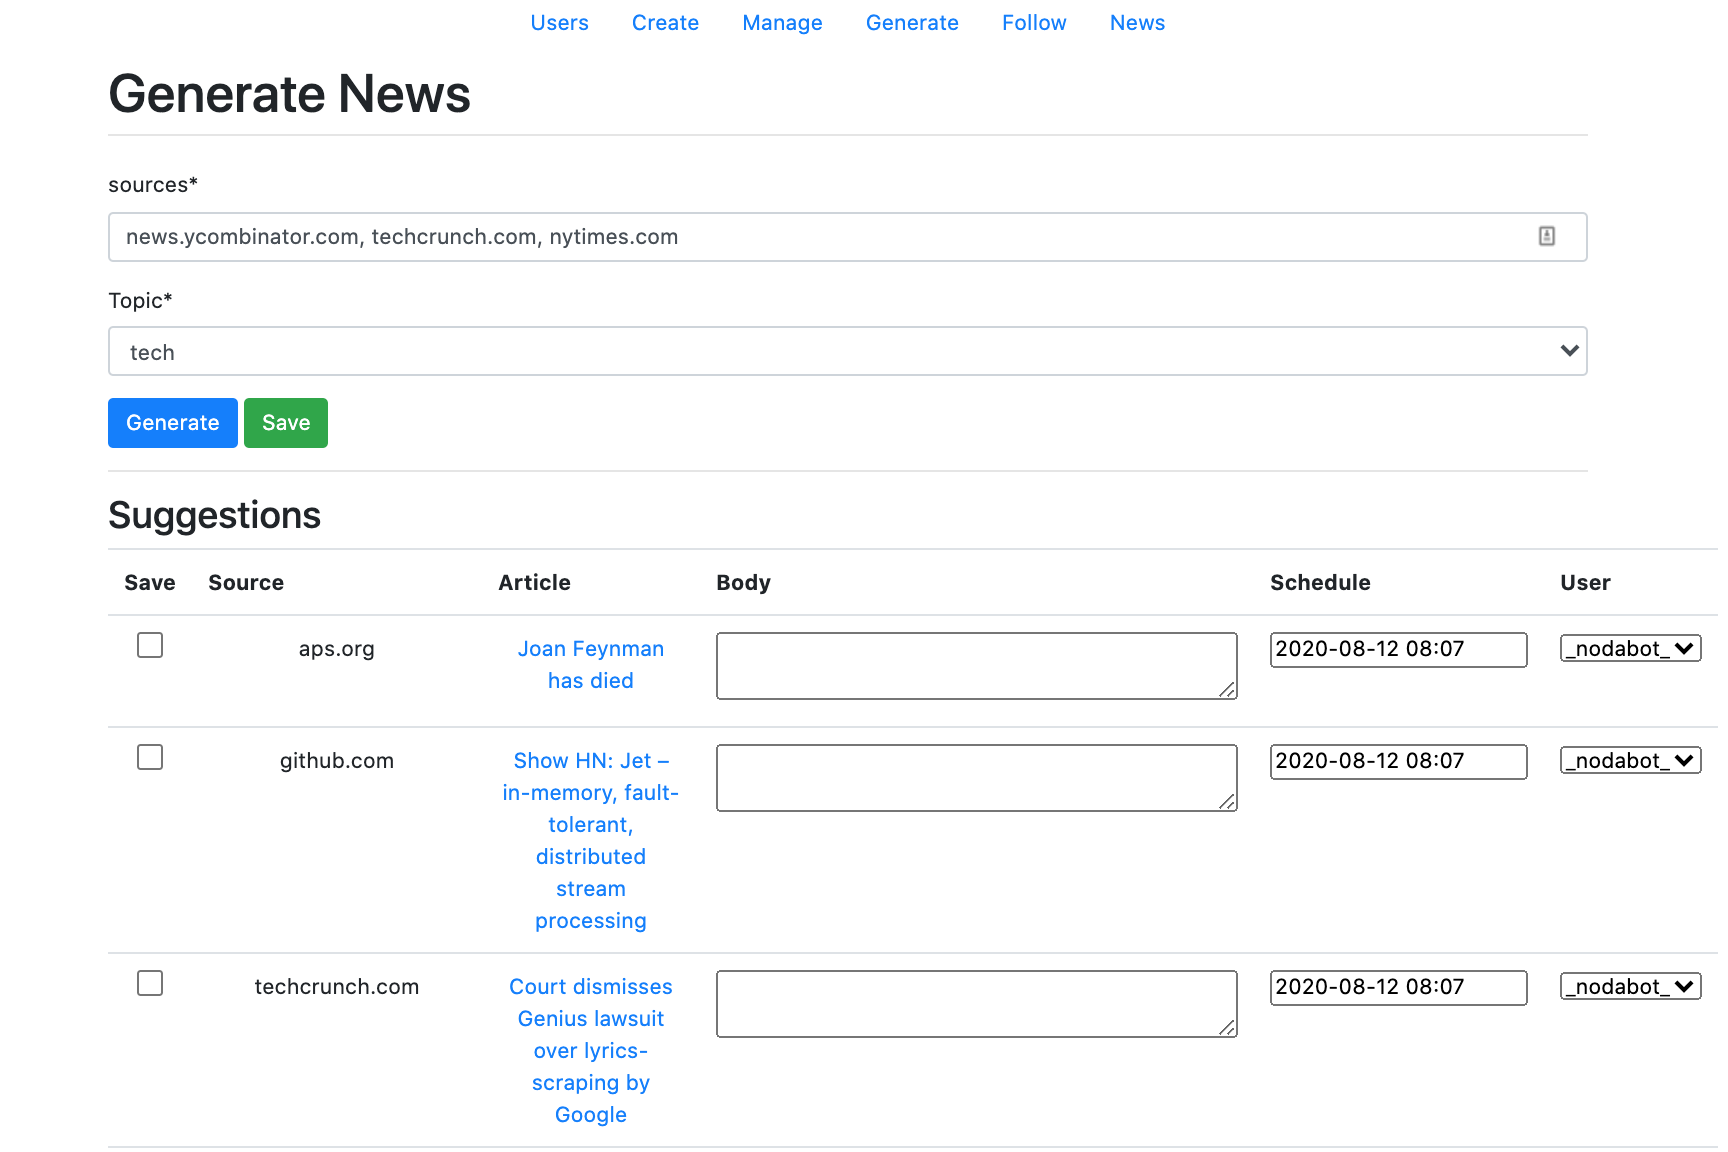 Users Create Manage Generate Follow News
Generate News
sources*
news.ycombinator.com, techcrunch.com, nytimes.com
Topic*
tech
Generate Save
Suggestions
Save Source Article Body Schedule User
aps.org Joan Feynman 2020-08-12 08:07 _nodabot_
has died
github.com Show HN: Jet – 2020-08-12 08:07 _nodabot_
in-memory, fault-
tolerant,
distributed
stream
processing
techcrunch.com Court dismisses 2020-08-12 08:07 _nodabot_
Genius lawsuit
over lyrics-
scraping by
Google